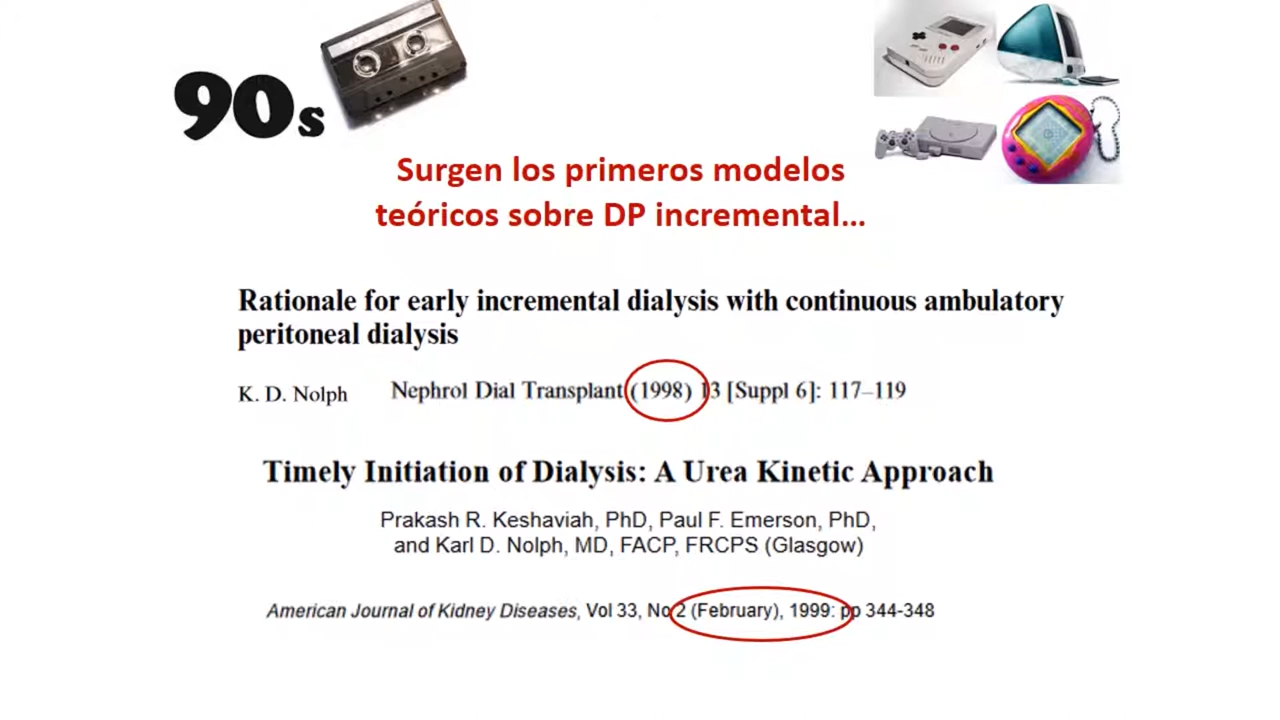 90s
Surgen los primeros modelos
teóricos sobre DP incremental...
Rationale for early incremental dialysis with continuous ambulatory
peritoneal dialysis
K. D. Nolph Nephrol Dial Transplant (1998) 13 [Suppl 6]: 117–119
Timely Initiation of Dialysis: A Urea Kinetic Approach
Prakash R. Keshaviah, PhD, Paul F. Emerson, PhD,
and Karl D. Nolph, MD, FACP, FRCPS (Glasgow)
American Journal of Kidney Diseases, Vol 33, No 2 (February), 1999: pp 344-348